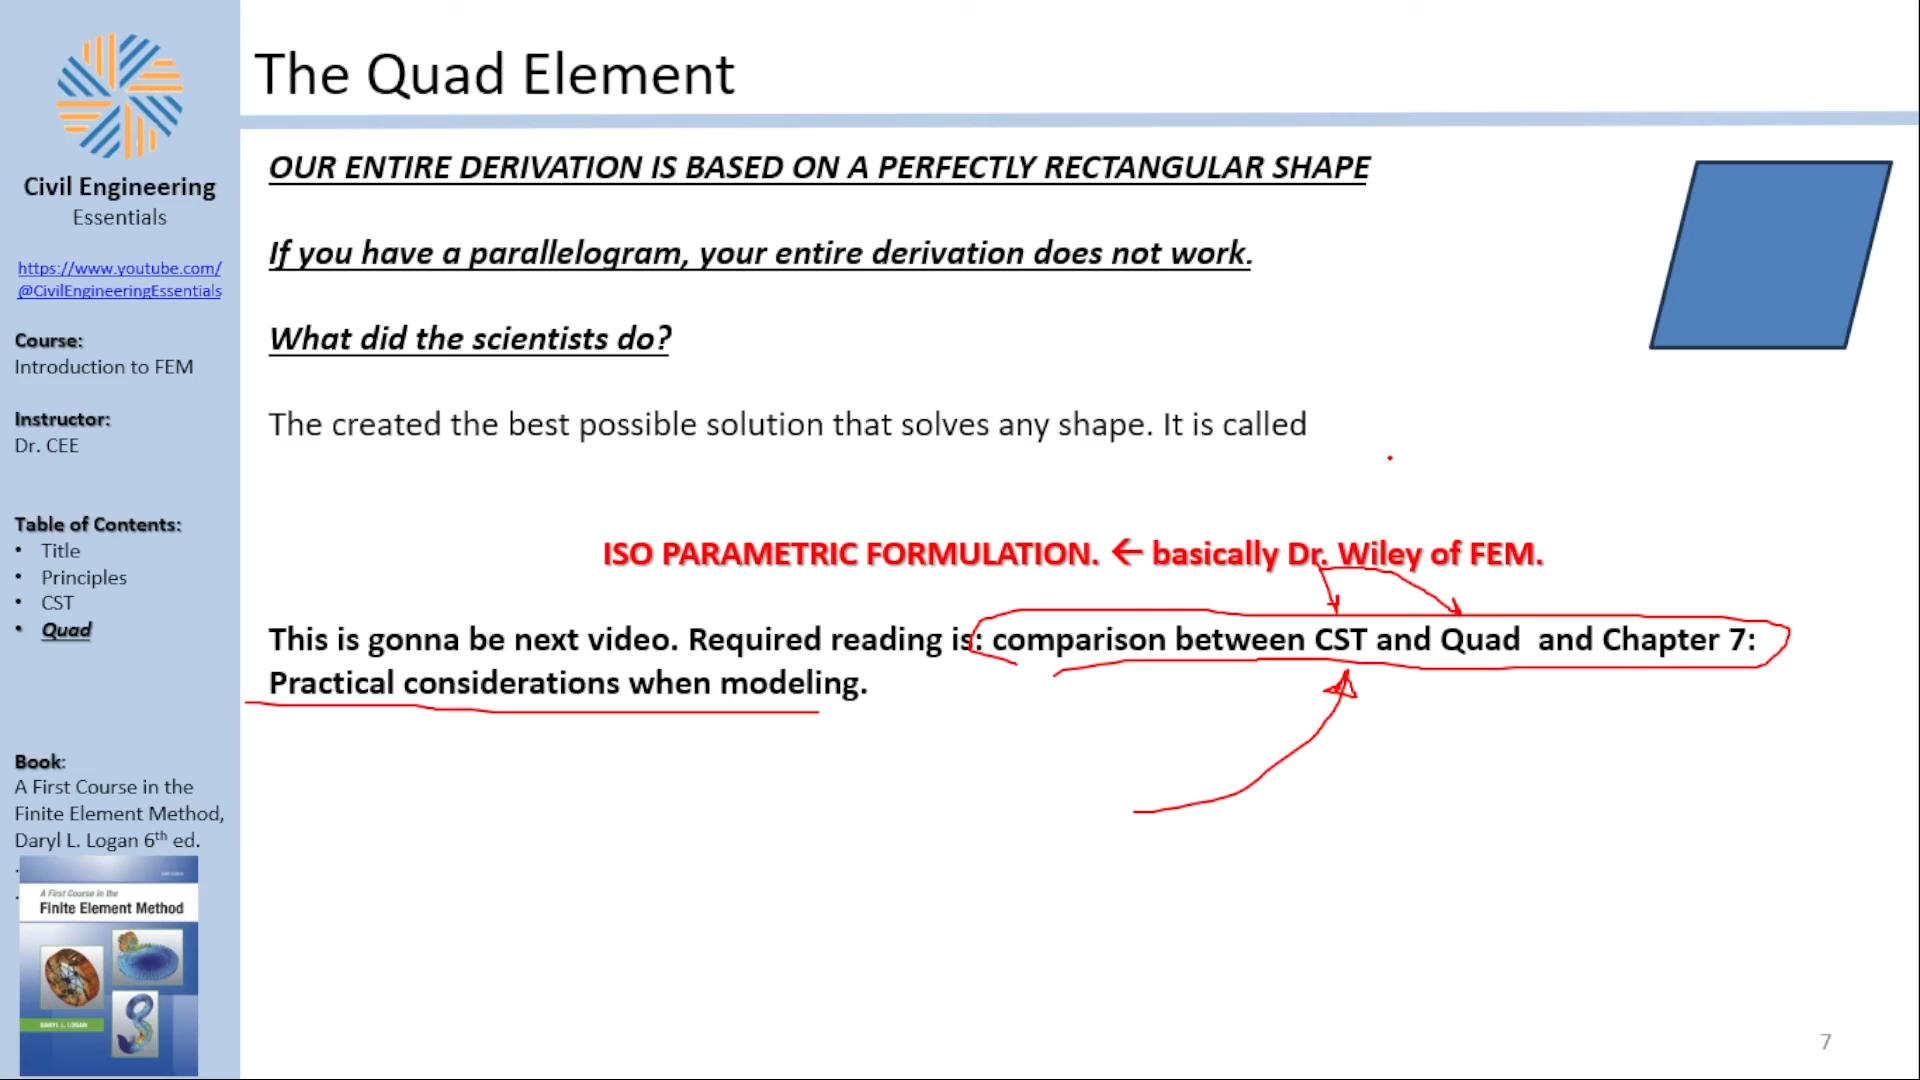 The Quad Element
Civil Engineering
Essentials
https://www.youtube.com/
@CivilEngineeringEssentials
Course:
Introduction to FEM
Instructor:
Dr. CEE
Table of Contents:
• Title
• Principles
• CST
• Quad
Book:
A First Course in the
Finite Element Method,
Daryl L. Logan 6th ed.
A First Course in the
Finite Element Method
DARYL L. LOGAN
OUR ENTIRE DERIVATION IS BASED ON A PERFECTLY RECTANGULAR SHAPE
If you have a parallelogram, your entire derivation does not work.
What did the scientists do?
The created the best possible solution that solves any shape. It is called
ISO PARAMETRIC FORMULATION. ← basically Dr. Wiley of FEM.
This is gonna be next video. Required reading is: comparison between CST and Quad and Chapter 7:
Practical considerations when modeling.
7